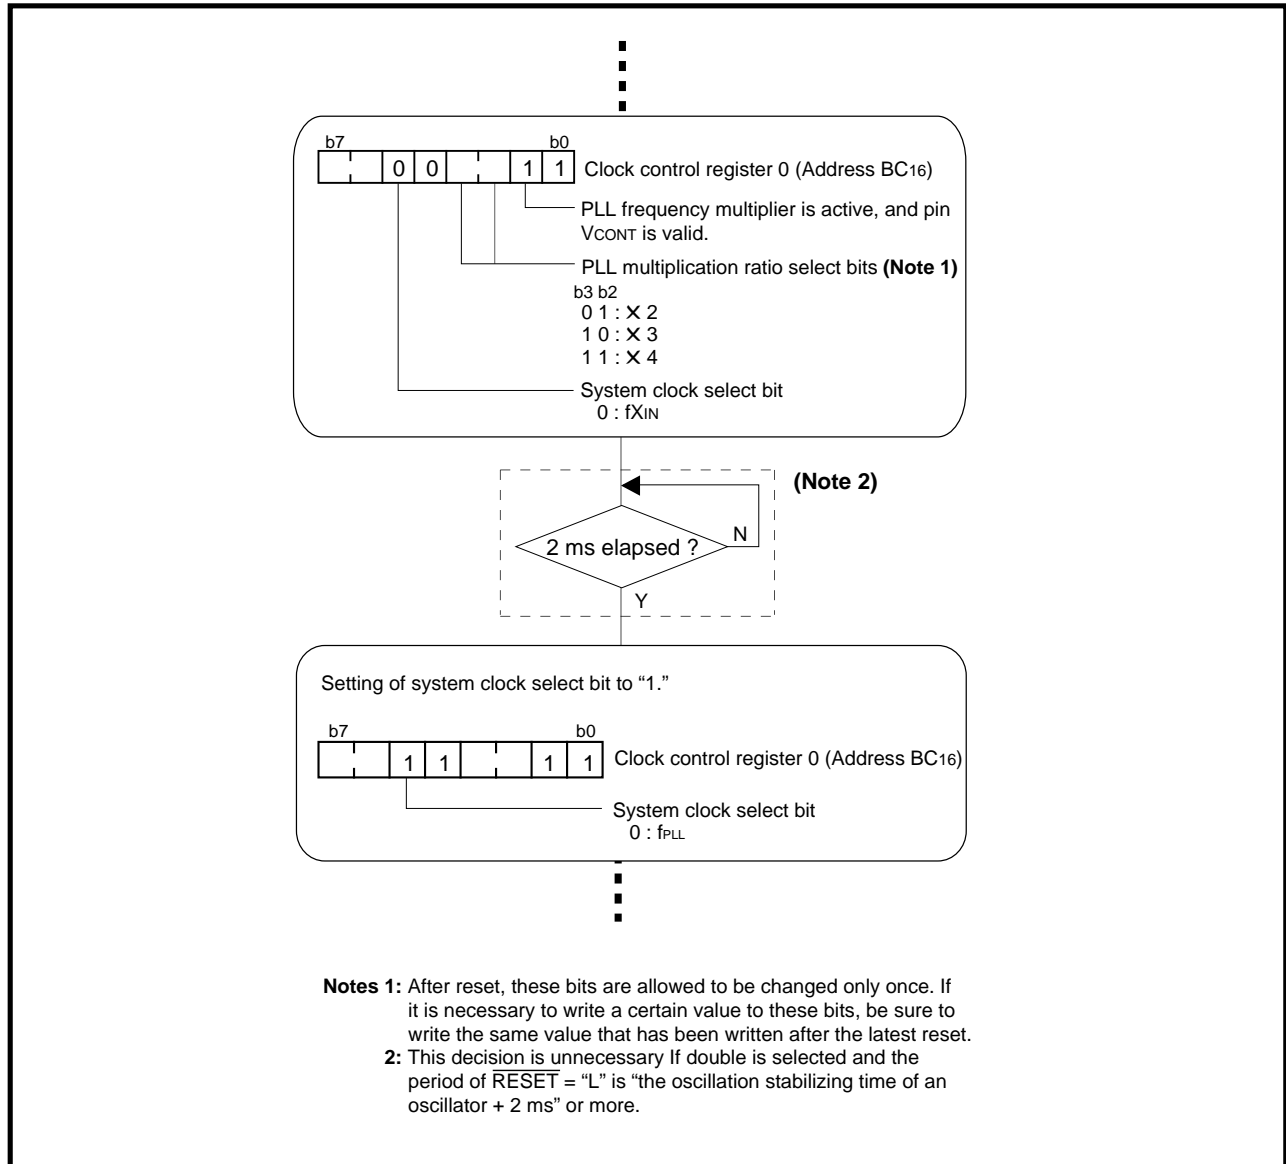 b7 b0
0 0 1 1 Clock control register 0 (Address BC16)
PLL frequency multiplier is active, and pin
VCONT is valid.
PLL multiplication ratio select bits (Note 1)
b3 b2
0 1 : × 2
1 0 : × 3
1 1 : × 4
System clock select bit
0 : fXIN
(Note 2)
2 ms elapsed ?
N
Y
Setting of system clock select bit to “1.”
b7 b0
1 1 1 1 Clock control register 0 (Address BC16)
System clock select bit
0 : fPLL
Notes 1: After reset, these bits are allowed to be changed only once. If
it is necessary to write a certain value to these bits, be sure to
write the same value that has been written after the latest reset.
2: This decision is unnecessary If double is selected and the
period of RESET = “L” is “the oscillation stabilizing time of an
oscillator + 2 ms” or more.